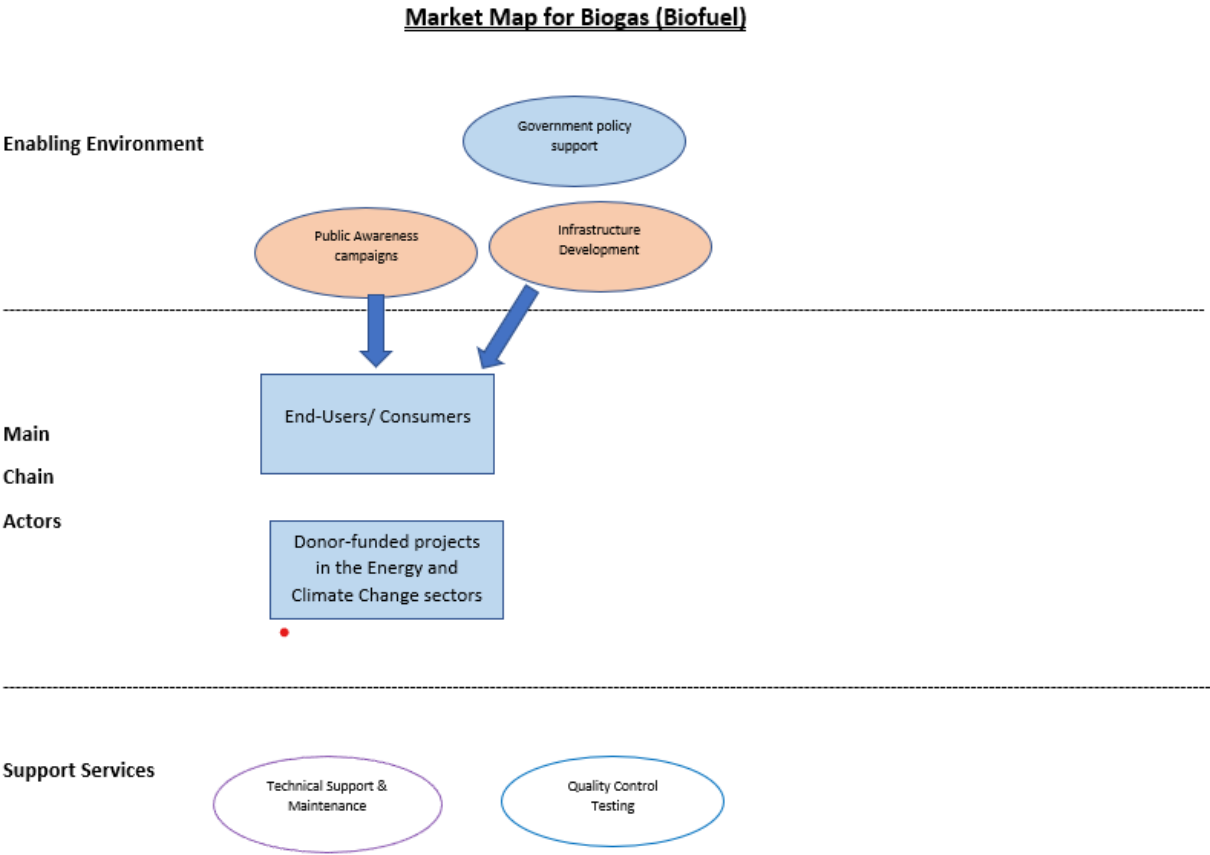 Market Map for Biogas (Biofuel)
Government policy
support
Enabling Environment
Public Awareness
campaigns
Infrastructure
Development
End-Users/ Consumers
Main
Chain
Actors
Donor-funded projects
in the Energy and
Climate Change sectors
Support Services
Technical Support &
Maintenance
Quality Control
Testing